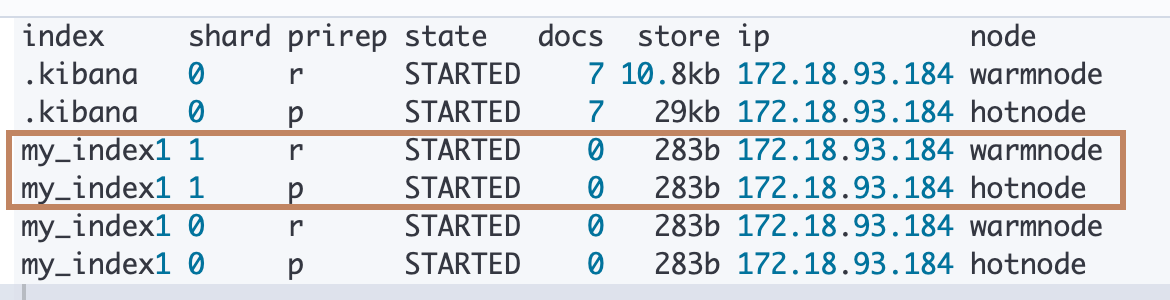 index shard prirep state docs store ip node
.kibana 0 r STARTED 7 10.8kb 172.18.93.184 warmnode
.kibana 0 p STARTED 7 29kb 172.18.93.184 hotnode
my_index1 1 r STARTED 0 283b 172.18.93.184 warmnode
my_index1 1 p STARTED 0 283b 172.18.93.184 hotnode
my_index1 0 r STARTED 0 283b 172.18.93.184 warmnode
my_index1 0 p STARTED 0 283b 172.18.93.184 hotnode